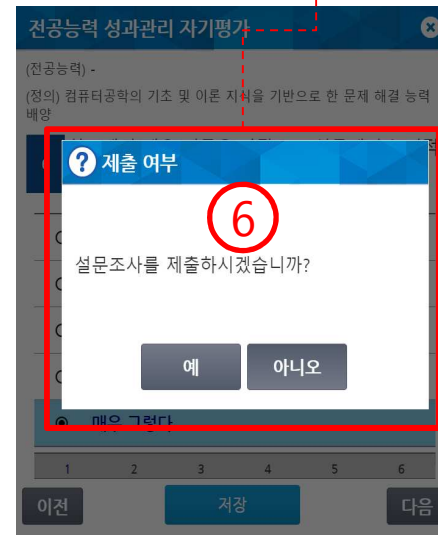 전공능력 성과관리 자기평가
(전공능력) -
(정의) 컴퓨터공학의 기초 및 이론 지식을 기반으로 한 문제 해결 능력
배양
? 제출 여부
6
설문조사를 제출하시겠습니까?
예 아니오
매우 그렇다
1 2 3 4 5 6
이전 저장 다음